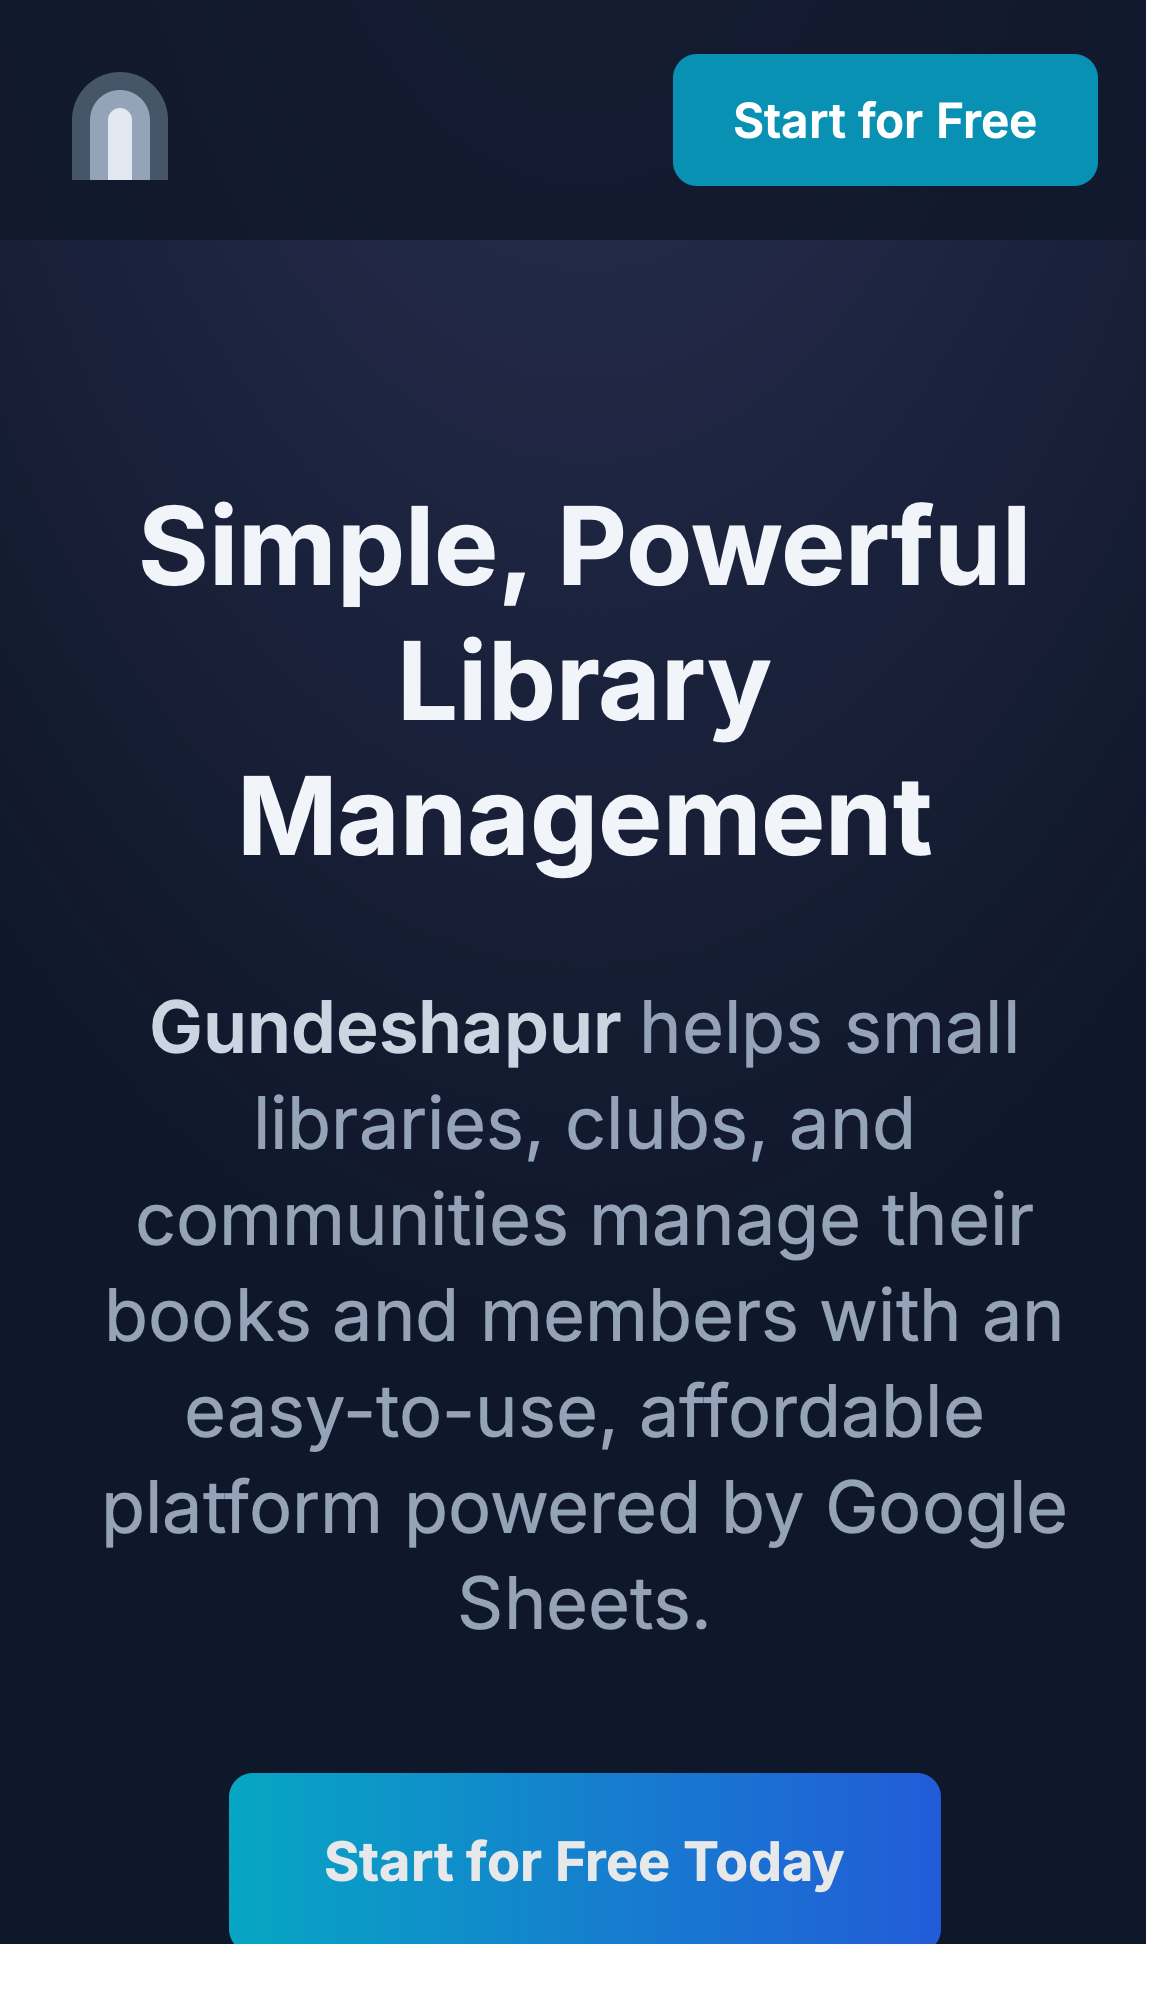 Start for Free
Simple, Powerful
Library
Management
Gundeshapur helps small
libraries, clubs, and
communities manage their
books and members with an
easy-to-use, affordable
platform powered by Google
Sheets.
Start for Free Today